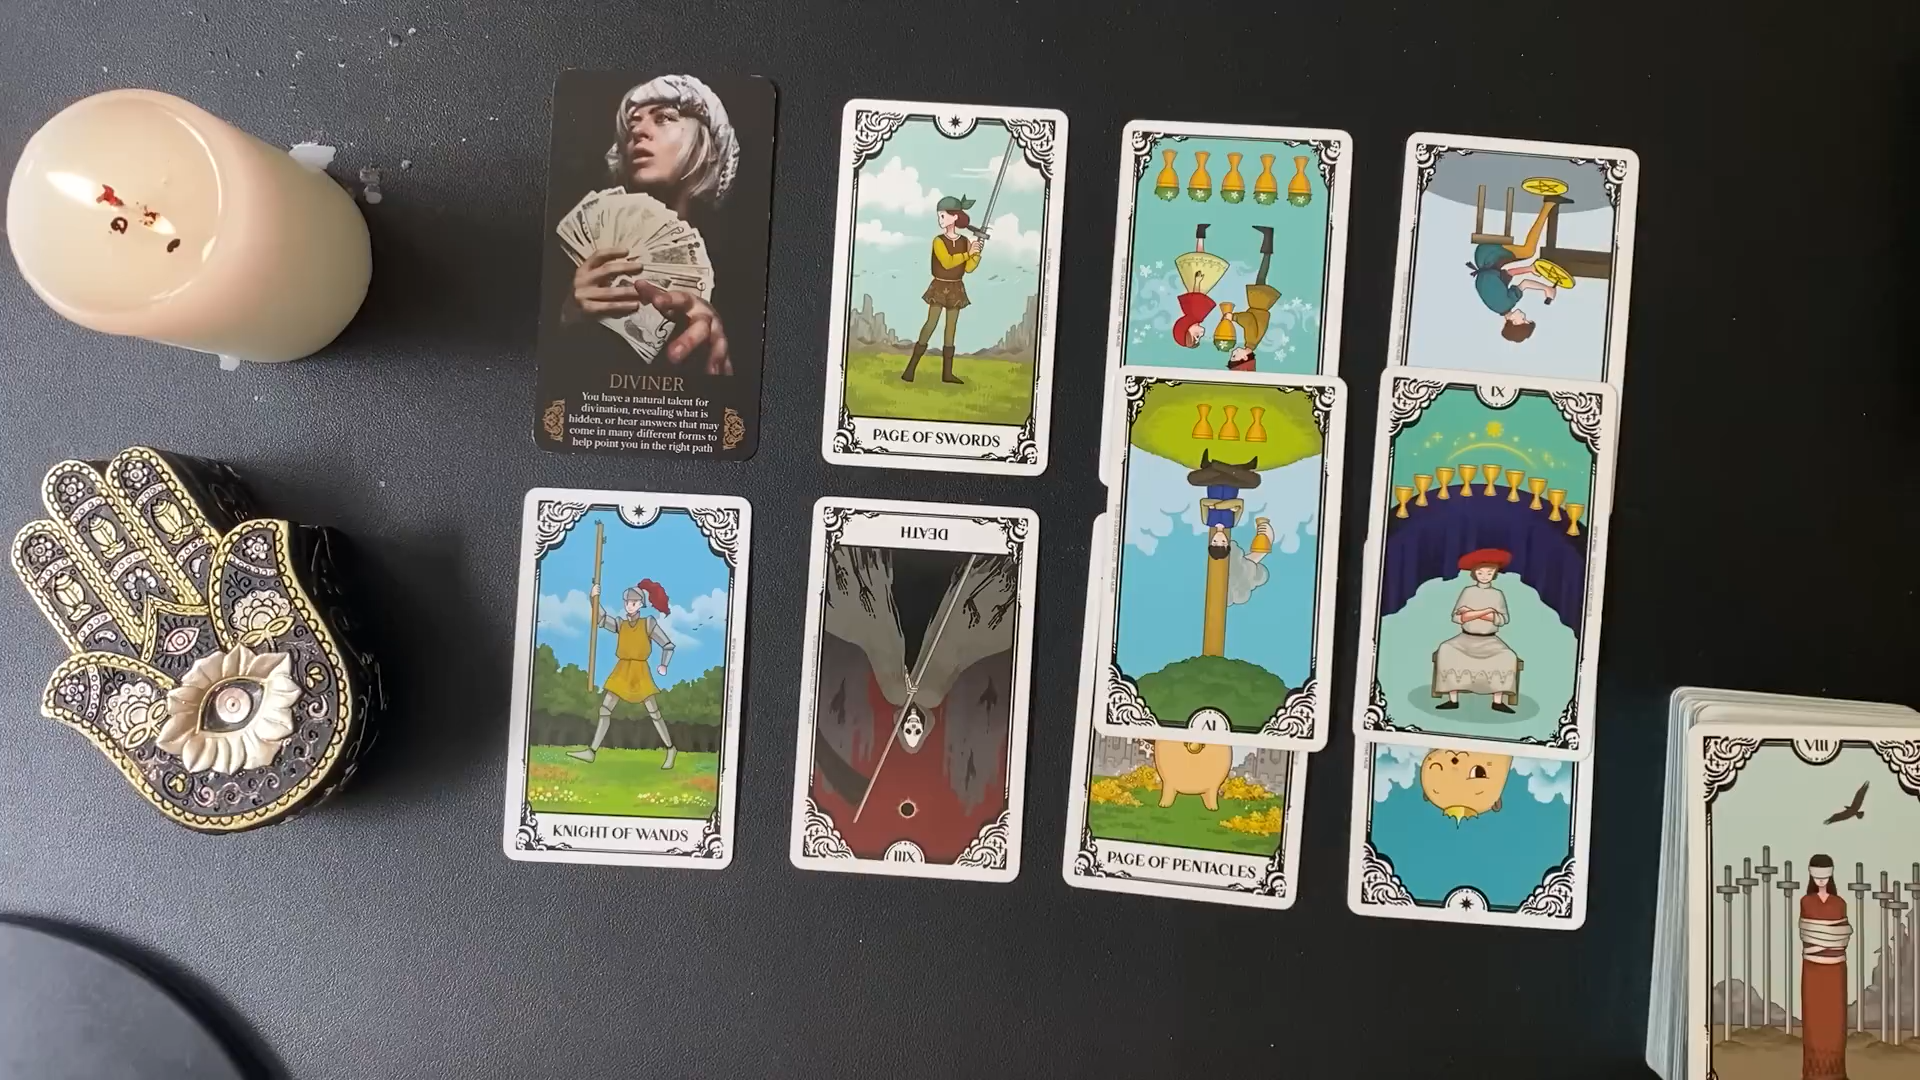 DIVINER
You have a natural talent for
divination, revealing what is
hidden, or hear answers that may
come in many different forms to
help point you in the right path
PAGE OF SWORDS
IX
KNIGHT OF WANDS
DEATH
XIII
IV
PAGE OF PENTACLES
VIII